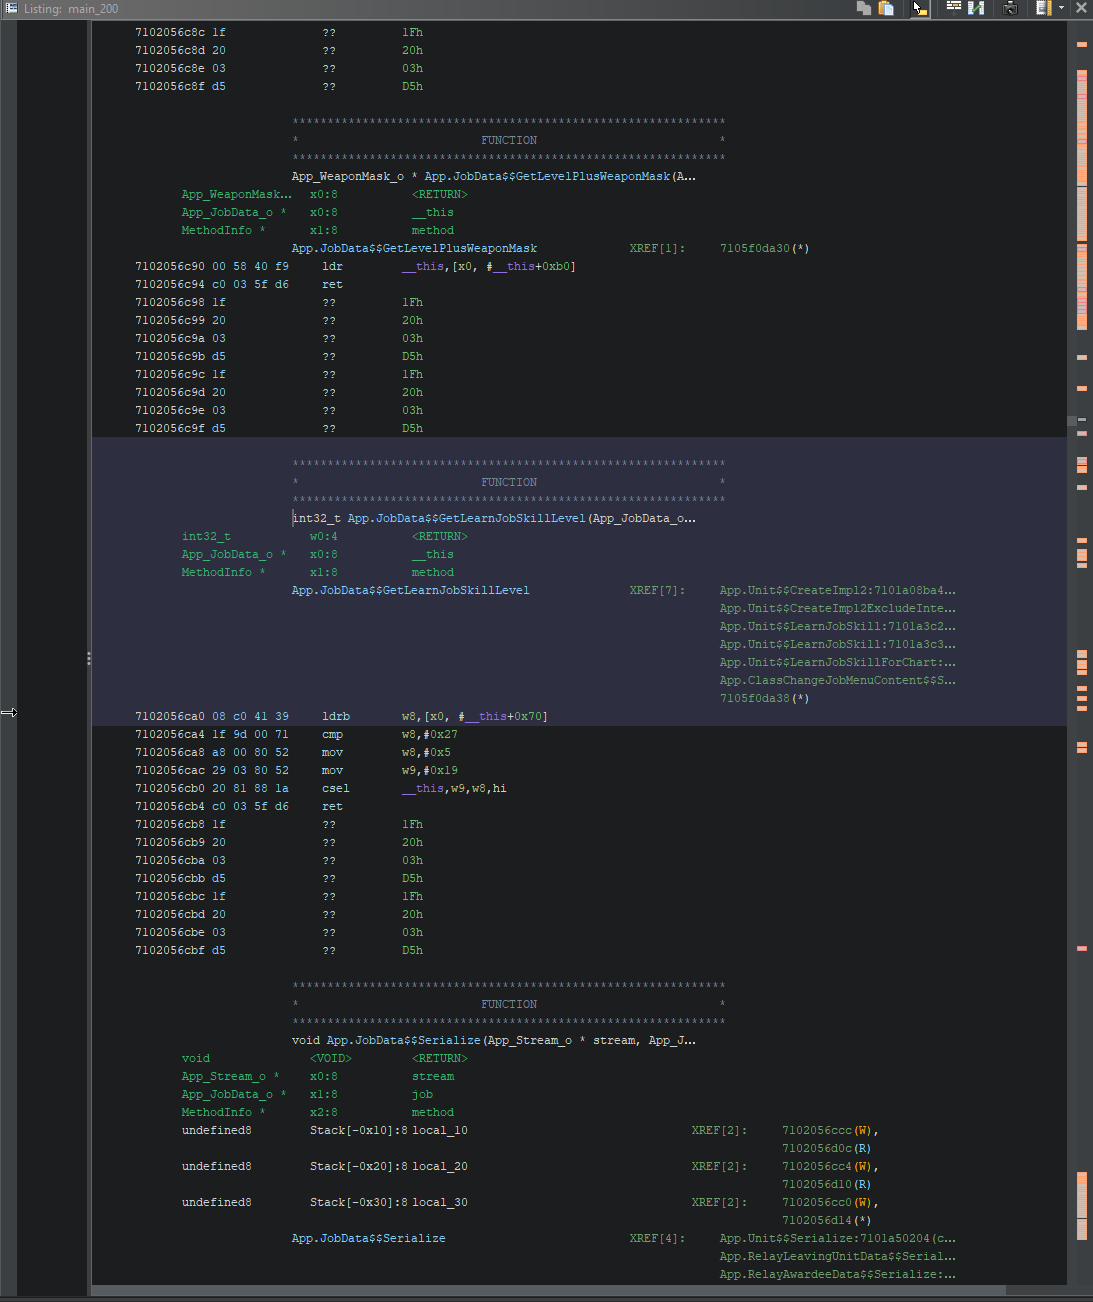 Listing: main_200
7102056c8c 1f ?? 1Fh
7102056c8d 20 ?? 20h
7102056c8e 03 ?? 03h
7102056c8f d5 ?? D5h
**************************************************************
* FUNCTION *
**************************************************************
App_WeaponMask_o * App.JobData$$GetLevelPlusWeaponMask(A...
App_WeaponMask... x0:8 <RETURN>
App_JobData_o * x0:8 __this
MethodInfo * x1:8 method
App.JobData$$GetLevelPlusWeaponMask XREF[1]: 7105f0da30(*)
7102056c90 00 58 40 f9 ldr __this,[x0, #__this+0xb0]
7102056c94 c0 03 5f d6 ret
7102056c98 1f ?? 1Fh
7102056c99 20 ?? 20h
7102056c9a 03 ?? 03h
7102056c9b d5 ?? D5h
7102056c9c 1f ?? 1Fh
7102056c9d 20 ?? 20h
7102056c9e 03 ?? 03h
7102056c9f d5 ?? D5h
**************************************************************
* FUNCTION *
**************************************************************
int32_t App.JobData$$GetLearnJobSkillLevel(App_JobData_o...
int32_t w0:4 <RETURN>
App_JobData_o * x0:8 __this
MethodInfo * x1:8 method
App.JobData$$GetLearnJobSkillLevel XREF[7]: App.Unit$$CreateImpl2:7101a08ba4...
App.Unit$$CreateImpl2ExcludeInte...
App.Unit$$LearnJobSkill:7101a3c2...
App.Unit$$LearnJobSkill:7101a3c3...
App.Unit$$LearnJobSkillForChart:...
App.ClassChangeJobMenuContent$$S...
7105f0da38(*)
7102056ca0 08 c0 41 39 ldrb w8,[x0, #__this+0x70]
7102056ca4 1f 9d 00 71 cmp w8,#0x27
7102056ca8 a8 00 80 52 mov w8,#0x5
7102056cac 29 03 80 52 mov w9,#0x19
7102056cb0 20 81 88 1a csel __this,w9,w8,hi
7102056cb4 c0 03 5f d6 ret
7102056cb8 1f ?? 1Fh
7102056cb9 20 ?? 20h
7102056cba 03 ?? 03h
7102056cbb d5 ?? D5h
7102056cbc 1f ?? 1Fh
7102056cbd 20 ?? 20h
7102056cbe 03 ?? 03h
7102056cbf d5 ?? D5h
**************************************************************
* FUNCTION *
**************************************************************
void App.JobData$$Serialize(App_Stream_o * stream, App_J...
void <VOID> <RETURN>
App_Stream_o * x0:8 stream
App_JobData_o * x1:8 job
MethodInfo * x2:8 method
undefined8 Stack[-0x10]:8 local_10 XREF[2]: 7102056ccc(W),
7102056d0c(R)
undefined8 Stack[-0x20]:8 local_20 XREF[2]: 7102056cc4(W),
7102056d10(R)
undefined8 Stack[-0x30]:8 local_30 XREF[2]: 7102056cc0(W),
7102056d14(*)
App.JobData$$Serialize XREF[4]: App.Unit$$Serialize:7101a50204(c...
App.RelayLeavingUnitData$$Serial...
App.RelayAwardeeData$$Serialize:...